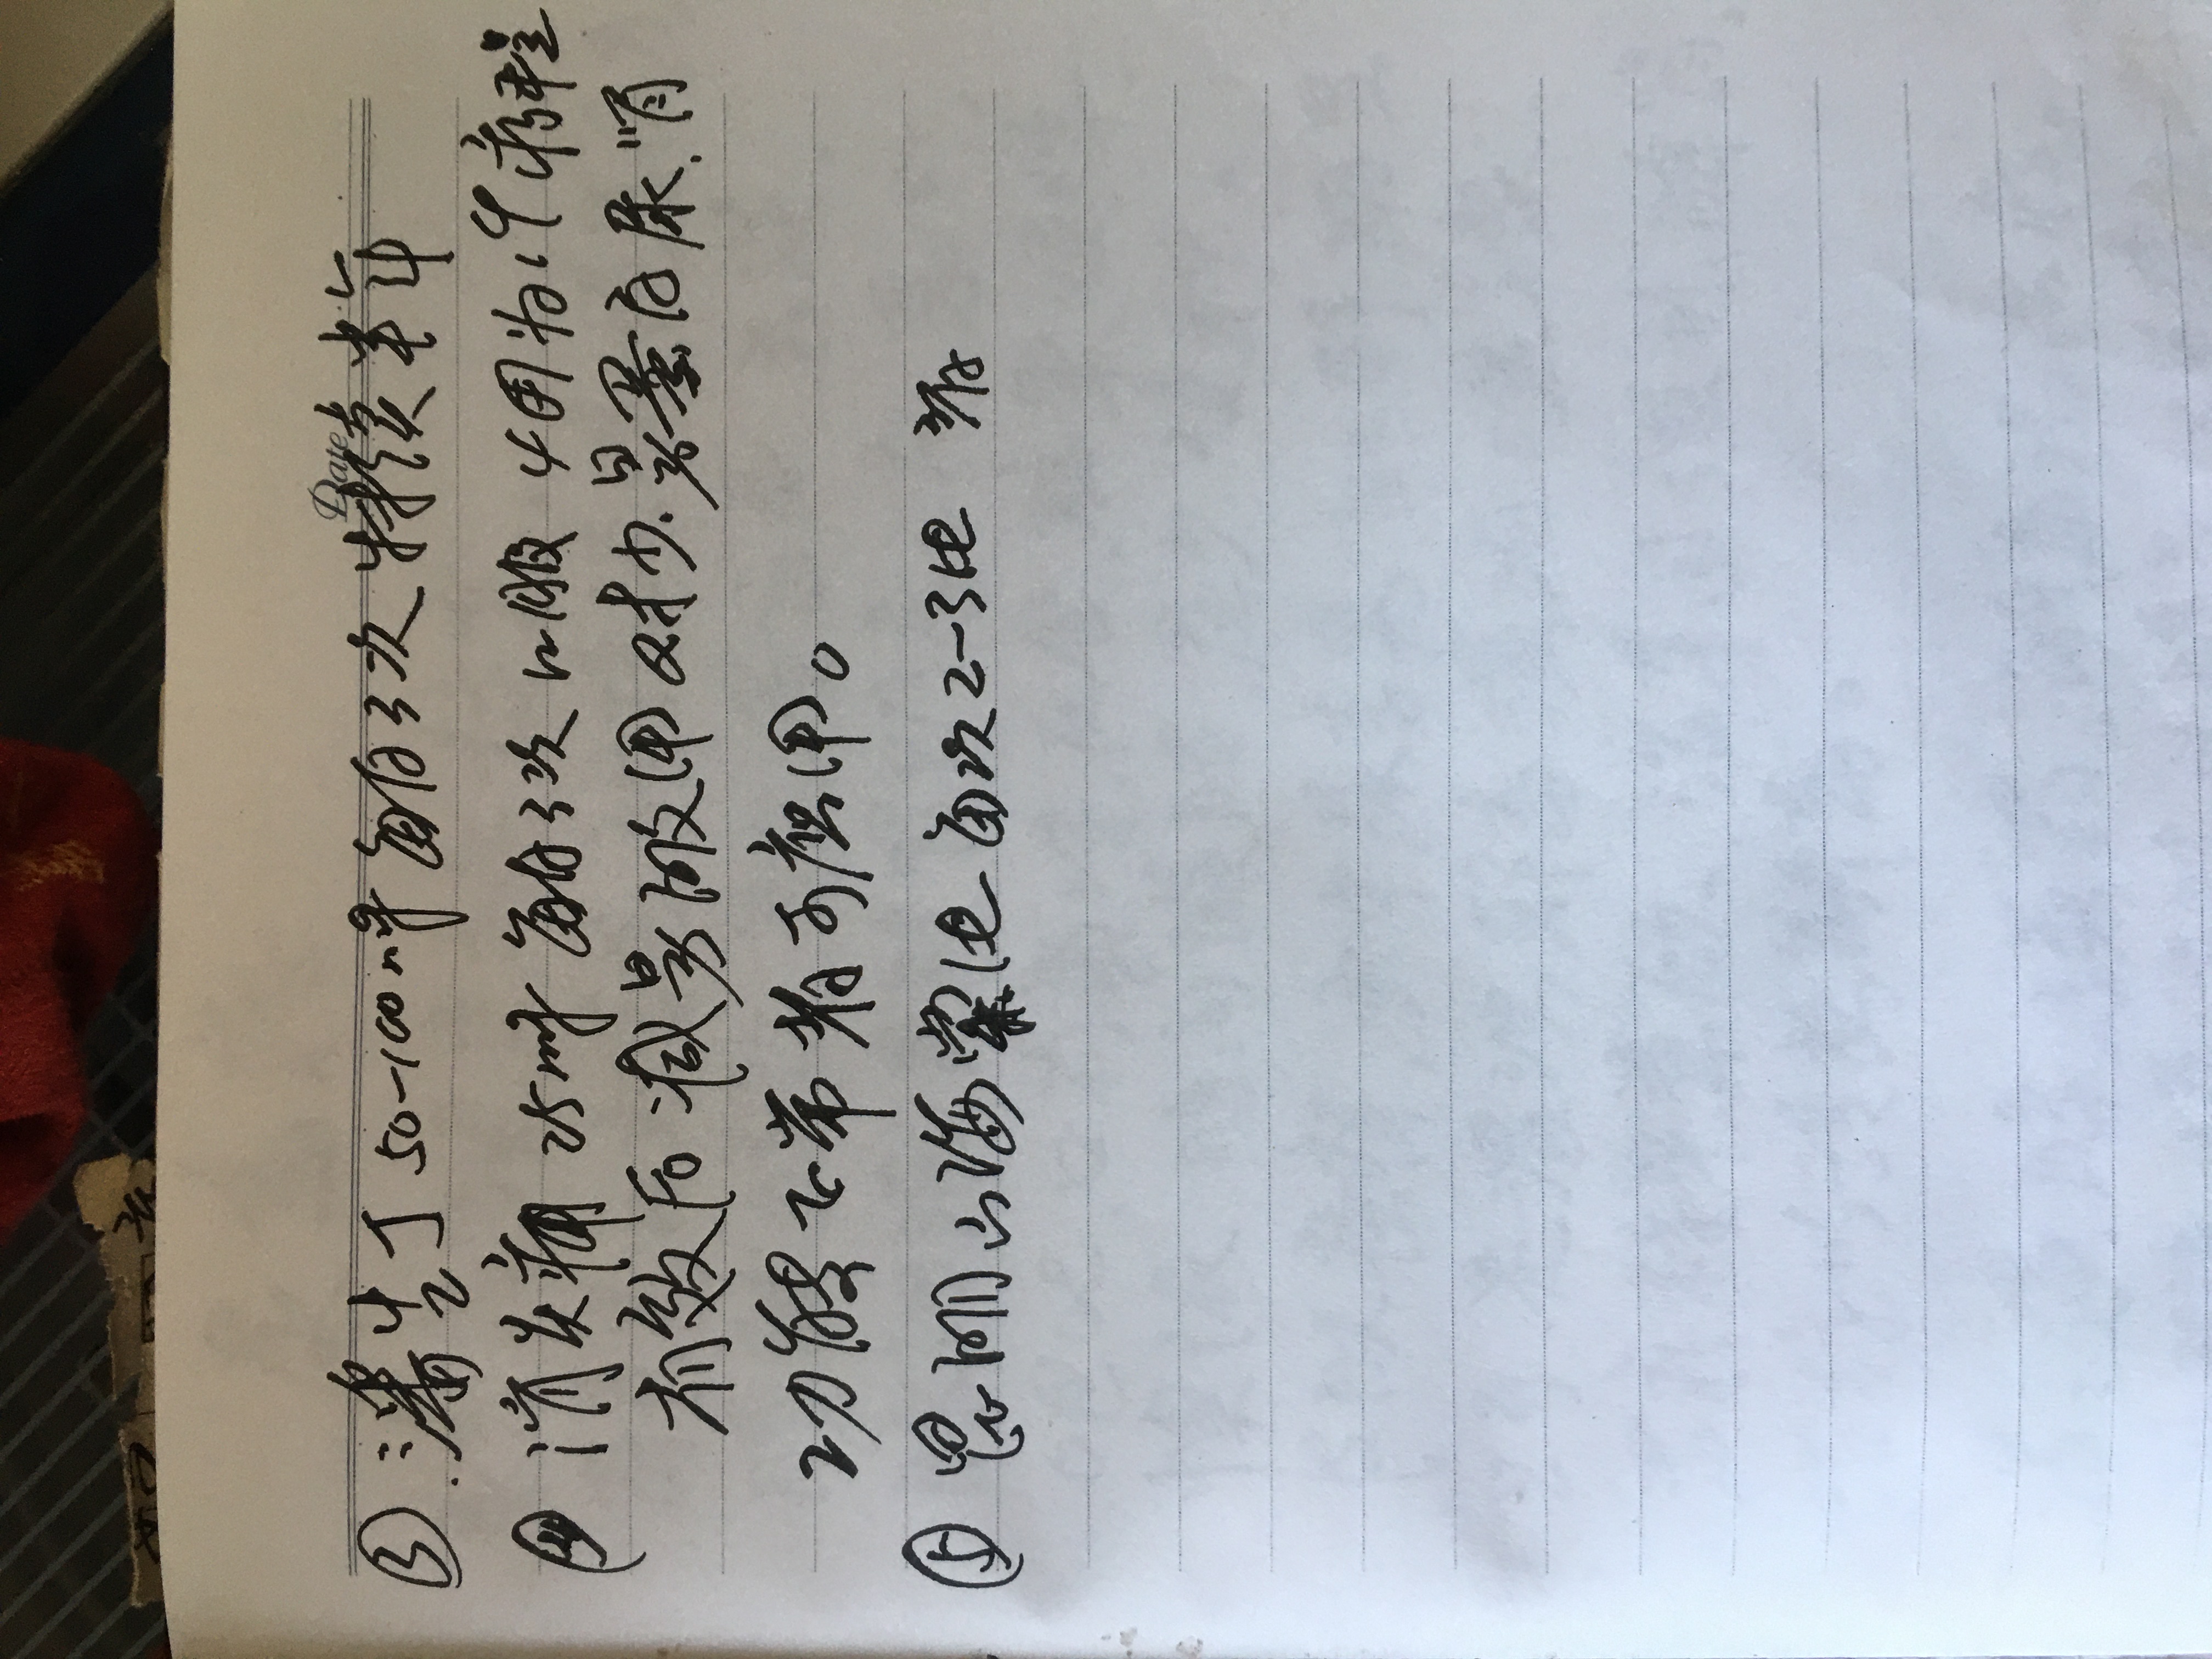 Date
③ 潘生丁 50-100mg 每日3次 持续半年
④ 消炎痛 25mg 每日3次 口服 4周为1个疗程
有效后减量服用 对少量蛋白尿.肾
功能正常者可应用。
⑤ 昆明山海棠片 每次2-3片 3/日